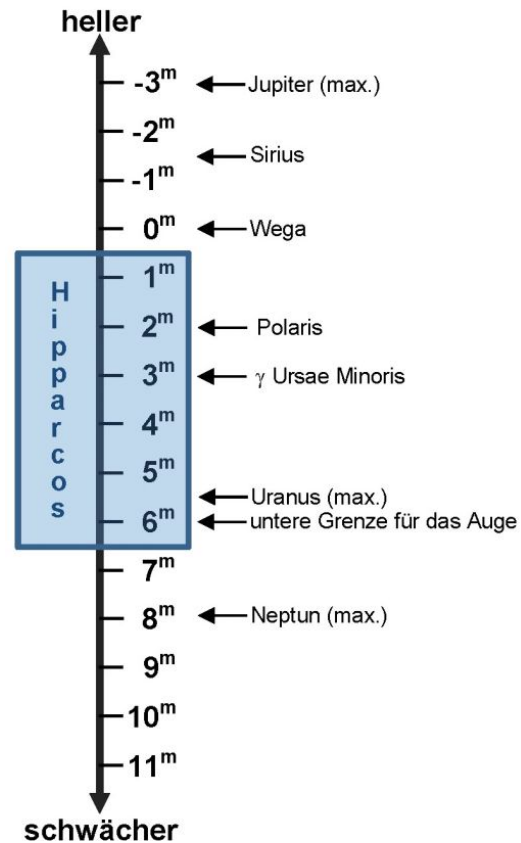 heller
-3m Jupiter (max.)
-2m
Sirius
-1m
0m Wega
Hipparcos
1m
2m Polaris
3m γ Ursae Minoris
4m
5m
Uranus (max.)
6m untere Grenze für das Auge
7m
8m Neptun (max.)
9m
10m
11m
schwächer